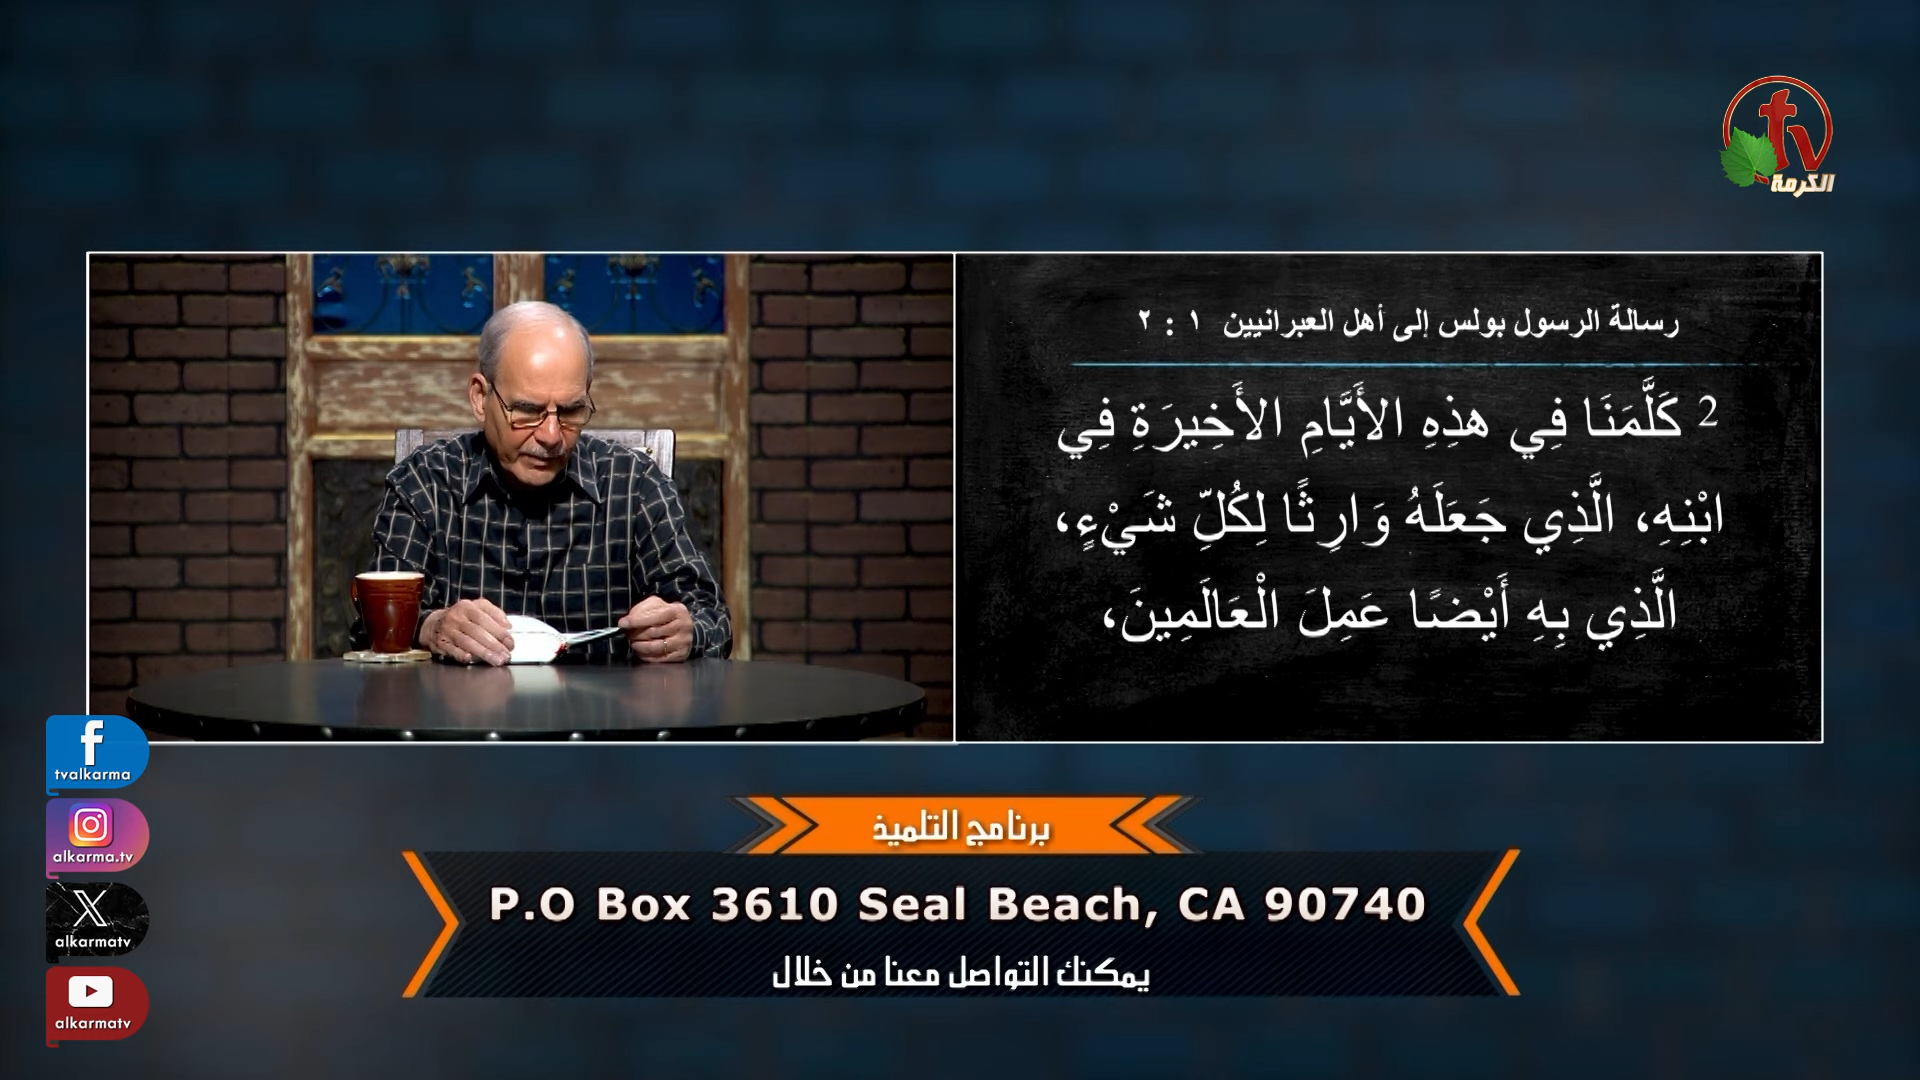 tv
الكرمة
رسالة الرسول بولس إلى أهل العبرانيين ١ : ٢
2 كَلَّمَنَا فِي هذِهِ الأَيَّامِ الأَخِيرَةِ فِي
ابْنِهِ، الَّذِي جَعَلَهُ وَارِثًا لِكُلِّ شَيْءٍ،
الَّذِي بِهِ أَيْضًا عَمِلَ الْعَالَمِينَ،
tvalkarma
alkarma.tv
alkarmatv
alkarmatv
برنامج التلميذ
P.O Box 3610 Seal Beach, CA 90740
يمكنك التواصل معنا من خلال